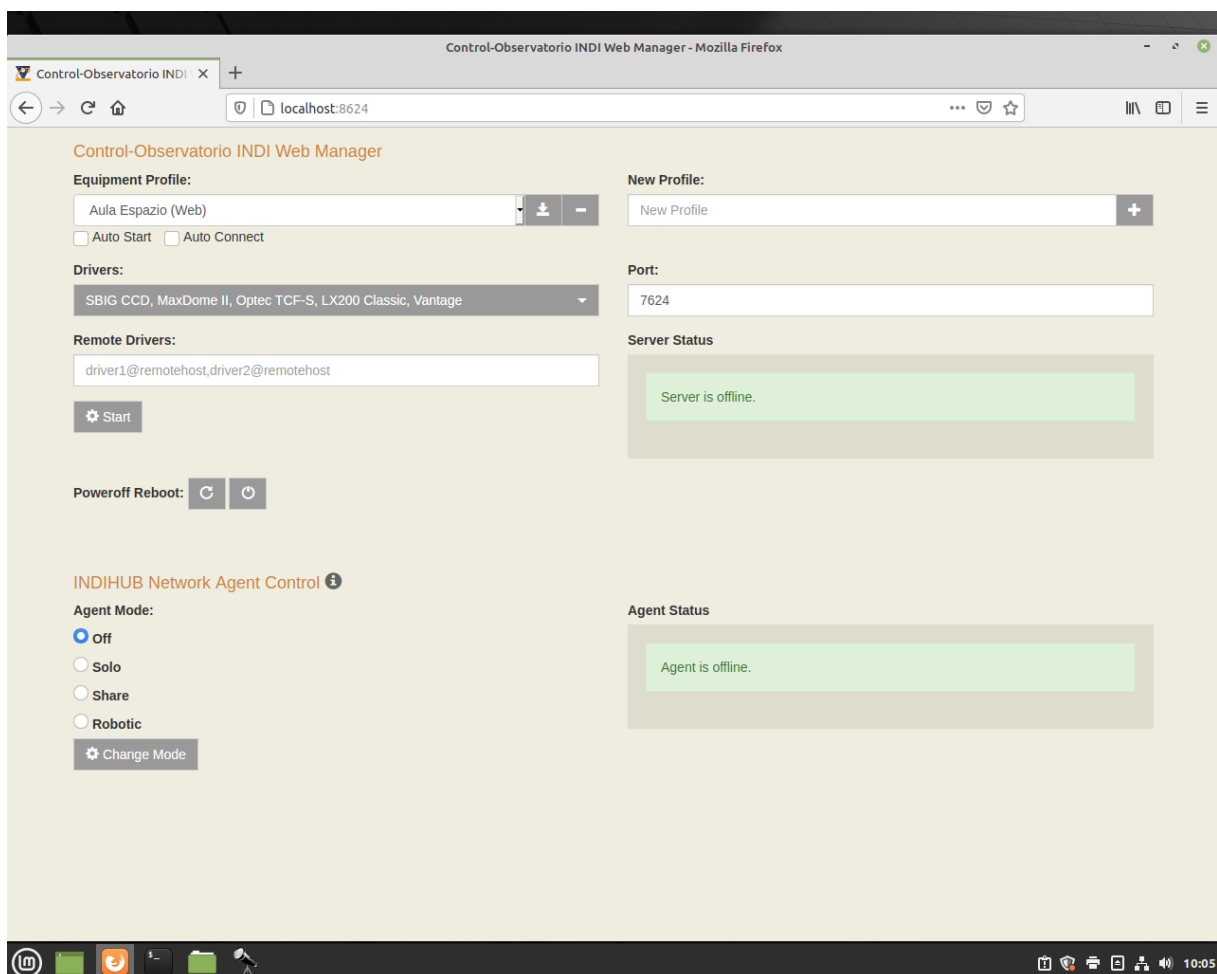 Control-Observatorio INDI Web Manager - Mozilla Firefox
Control-Observatorio INDI
localhost:8624
Control-Observatorio INDI Web Manager
Equipment Profile:
New Profile:
Aula Espazio (Web)
New Profile
Auto Start
Auto Connect
Drivers:
Port:
SBIG CCD, MaxDome II, Optec TCF-S, LX200 Classic, Vantage
7624
Remote Drivers:
Server Status
driver1@remotehost,driver2@remotehost
Server is offline.
Start
Poweroff Reboot:
INDIHUB Network Agent Control
Agent Mode:
Agent Status
Off
Solo
Agent is offline.
Share
Robotic
Change Mode
10:05